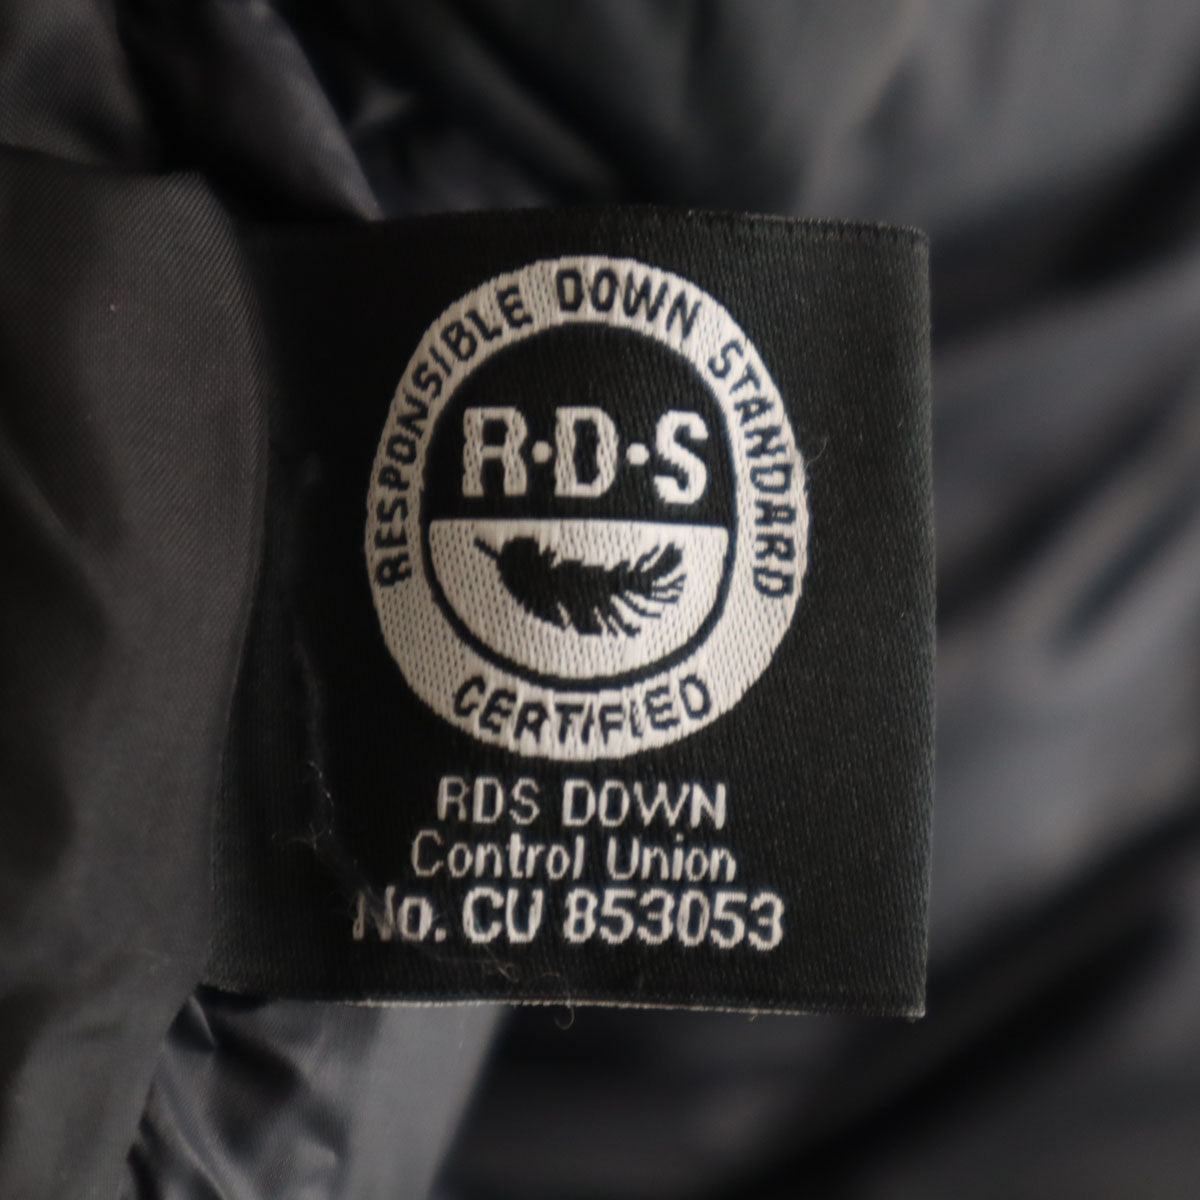 RESPONSIBLE DOWN STANDARD
R·D·S
CERTIFIED
RDS DOWN
Control Union
No. CU 853053